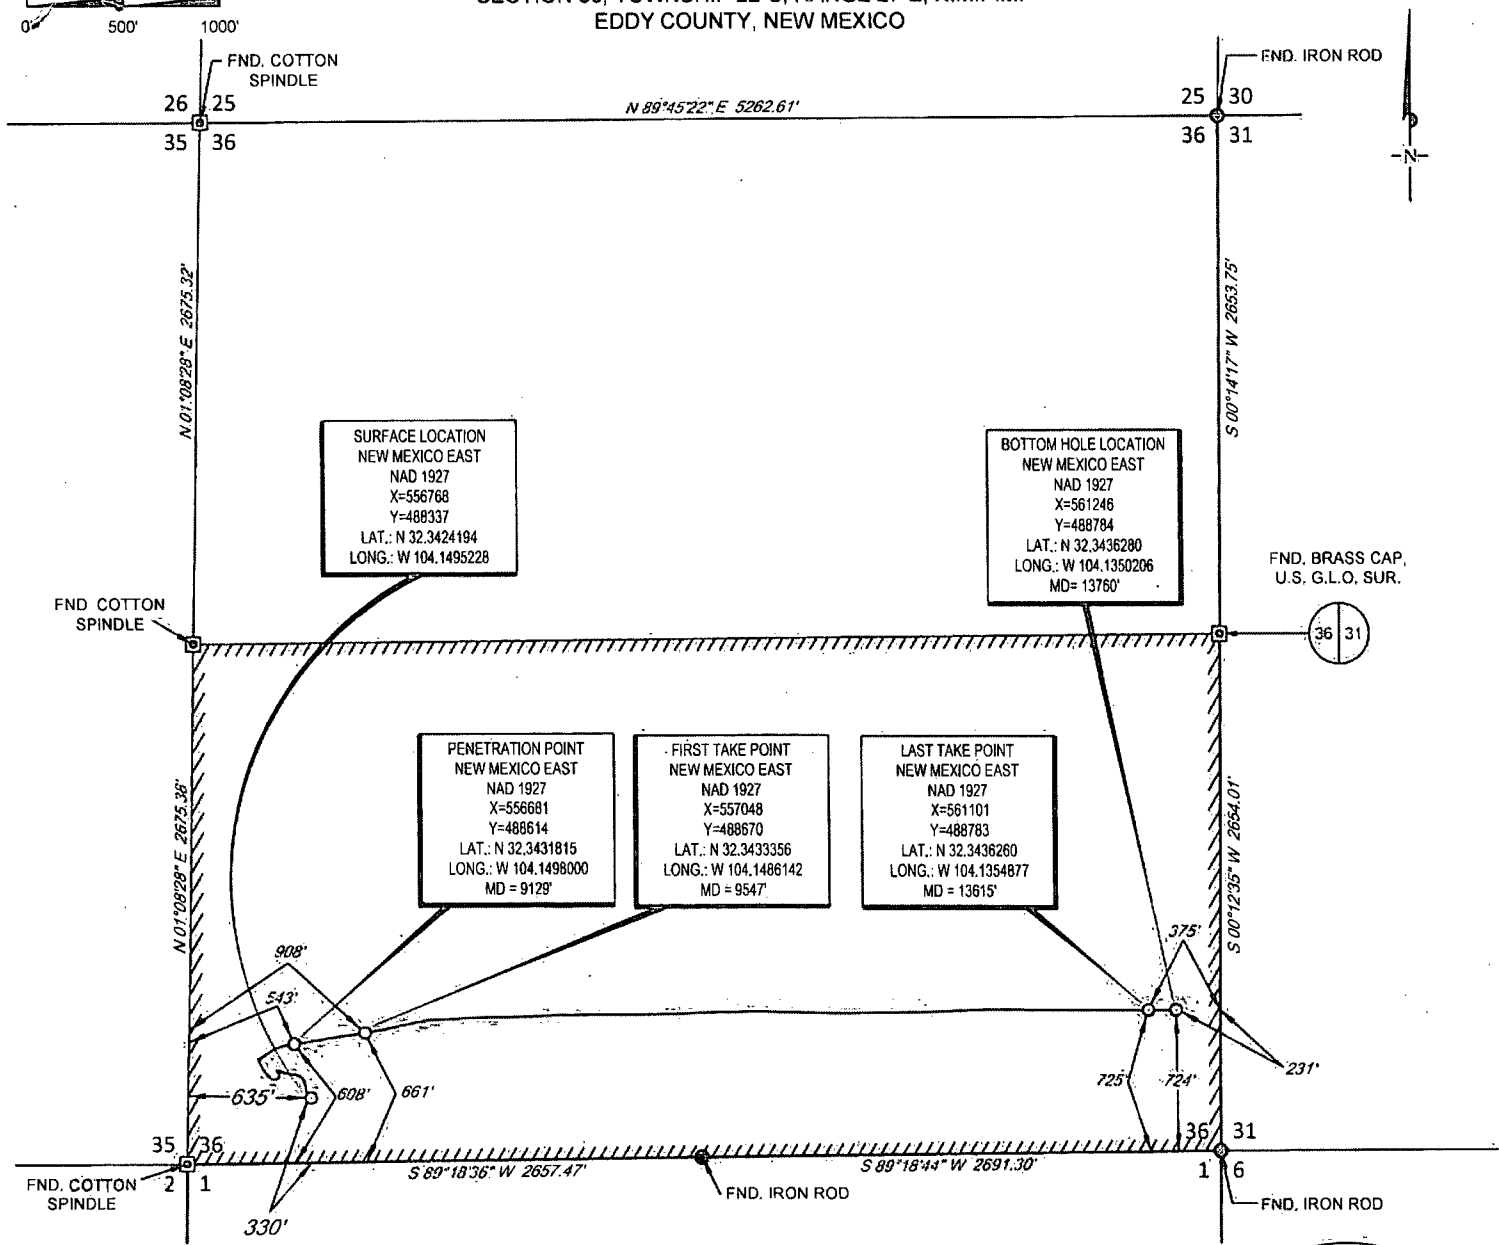 EDDY COUNTY, NEW MEXICO
0' 500' 1000'
FND. COTTON
SPINDLE
FND. IRON ROD
26 25
35 36
N 89°45'22" E 5262.61'
25 30
36 31
-N-
N 01°08'28" E 2675.32'
S 00°14'17" W 2653.75'
SURFACE LOCATION
NEW MEXICO EAST
NAD 1927
X=556768
Y=488337
LAT.: N 32.3424194
LONG.: W 104.1495228
BOTTOM HOLE LOCATION
NEW MEXICO EAST
NAD 1927
X=561246
Y=488784
LAT.: N 32.3436280
LONG.: W 104.1350206
MD= 13760'
FND. BRASS CAP,
U.S. G.L.O. SUR.
36 31
FND. COTTON
SPINDLE
PENETRATION POINT
NEW MEXICO EAST
NAD 1927
X=556681
Y=488614
LAT.: N 32.3431815
LONG.: W 104.1498000
MD = 9129'
FIRST TAKE POINT
NEW MEXICO EAST
NAD 1927
X=557048
Y=488670
LAT.: N 32.3433356
LONG.: W 104.1486142
MD = 9547'
LAST TAKE POINT
NEW MEXICO EAST
NAD 1927
X=561101
Y=488783
LAT.: N 32.3436260
LONG.: W 104.1354877
MD = 13615'
N 01°08'28" E 2675.38'
S 00°12'35" W 2654.01'
908'
543'
375'
635'
608'
661'
725'
724'
231'
35 36
2 1
36 31
1 6
S 89°18'36" W 2657.47'
S 89°18'44" W 2691.30'
FND. COTTON
SPINDLE
FND. IRON ROD
FND. IRON ROD
330'